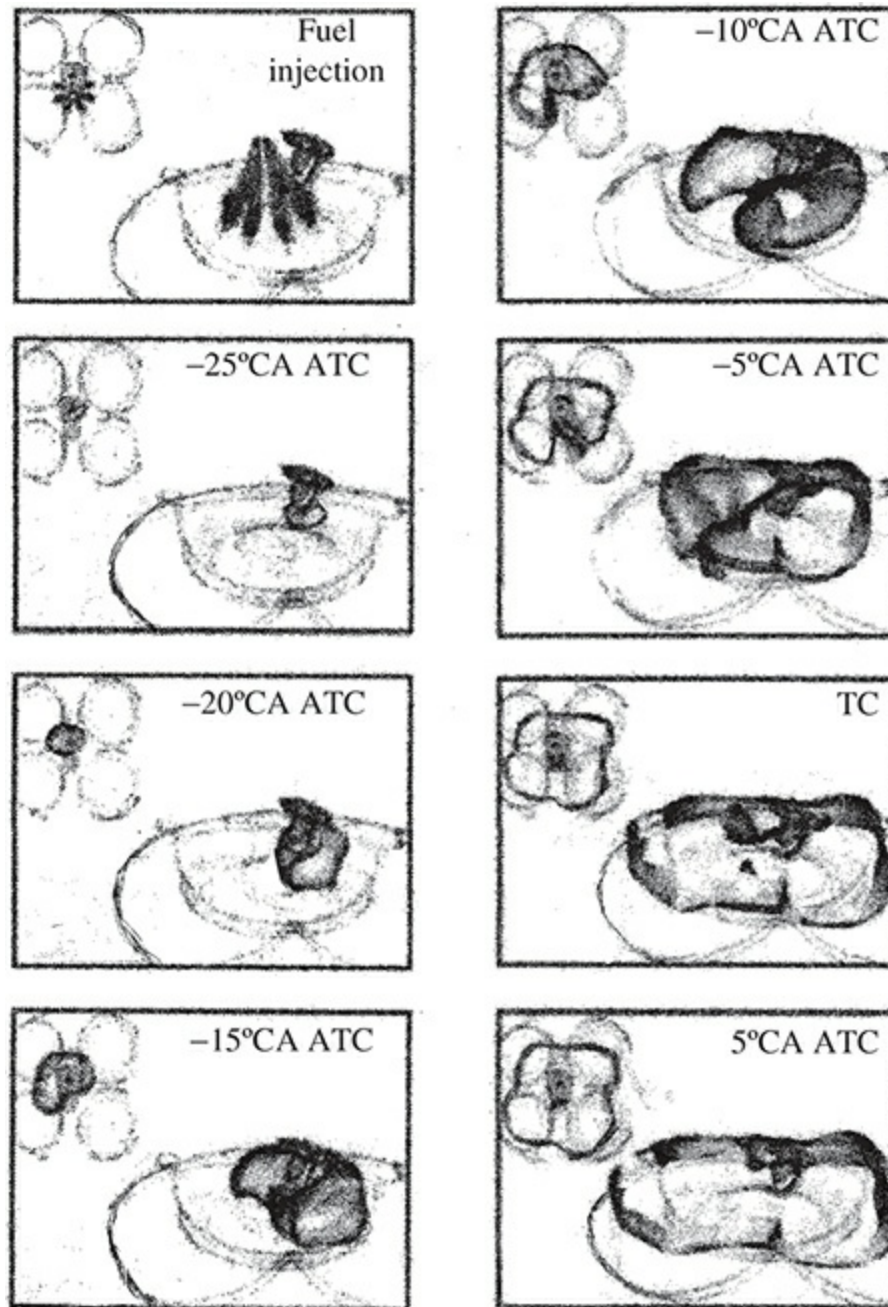 Fuel
injection
–25ºCA ATC
–20ºCA ATC
–15ºCA ATC
–10ºCA ATC
–5ºCA ATC
TC
5ºCA ATC